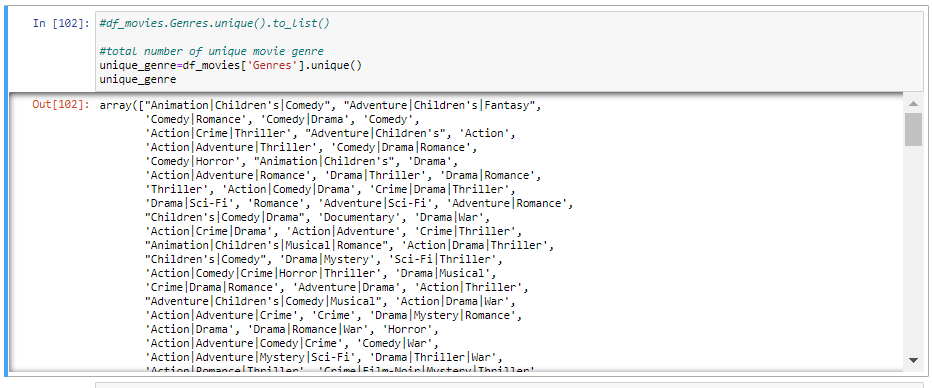 In [102]: #df_movies.Genres.unique().to_list()
#total number of unique movie genre
unique_genre=df_movies['Genres'].unique()
unique_genre
Out[102]: array(["Animation|Children's|Comedy", "Adventure|Children's|Fantasy",
'Comedy|Romance', 'Comedy|Drama', 'Comedy',
'Action|Crime|Thriller', "Adventure|Children's", 'Action',
'Action|Adventure|Thriller', 'Comedy|Drama|Romance',
'Comedy|Horror', "Animation|Children's", 'Drama',
'Action|Adventure|Romance', 'Drama|Thriller', 'Drama|Romance',
'Thriller', 'Action|Comedy|Drama', 'Crime|Drama|Thriller',
'Drama|Sci-Fi', 'Romance', 'Adventure|Sci-Fi', 'Adventure|Romance',
"Children's|Comedy|Drama", 'Documentary', 'Drama|War',
'Action|Crime|Drama', 'Action|Adventure', 'Crime|Thriller',
"Animation|Children's|Musical|Romance", 'Action|Drama|Thriller',
"Children's|Comedy", 'Drama|Mystery', 'Sci-Fi|Thriller',
'Action|Comedy|Crime|Horror|Thriller', 'Drama|Musical',
'Crime|Drama|Romance', 'Adventure|Drama', 'Action|Thriller',
"Adventure|Children's|Comedy|Musical", 'Action|Drama|War',
'Action|Adventure|Crime', 'Crime', 'Drama|Mystery|Romance',
'Action|Drama', 'Drama|Romance|War', 'Horror',
'Action|Adventure|Comedy|Crime', 'Comedy|War',
'Action|Adventure|Mystery|Sci-Fi', 'Drama|Thriller|War',
'Action|Romance|Thriller', 'Crime|Film-Noir|Mystery|Thriller',